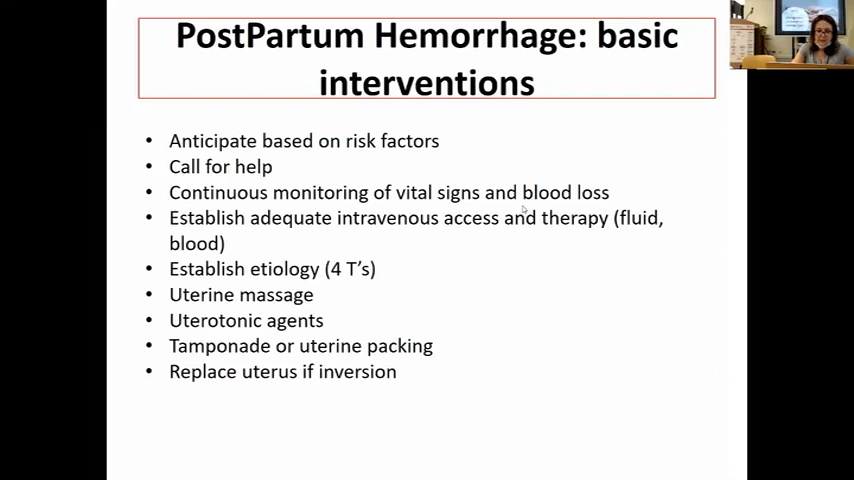 PostPartum Hemorrhage: basic
interventions
• Anticipate based on risk factors
• Call for help
• Continuous monitoring of vital signs and blood loss
• Establish adequate intravenous access and therapy (fluid,
blood)
• Establish etiology (4 T’s)
• Uterine massage
• Uterotonic agents
• Tamponade or uterine packing
• Replace uterus if inversion